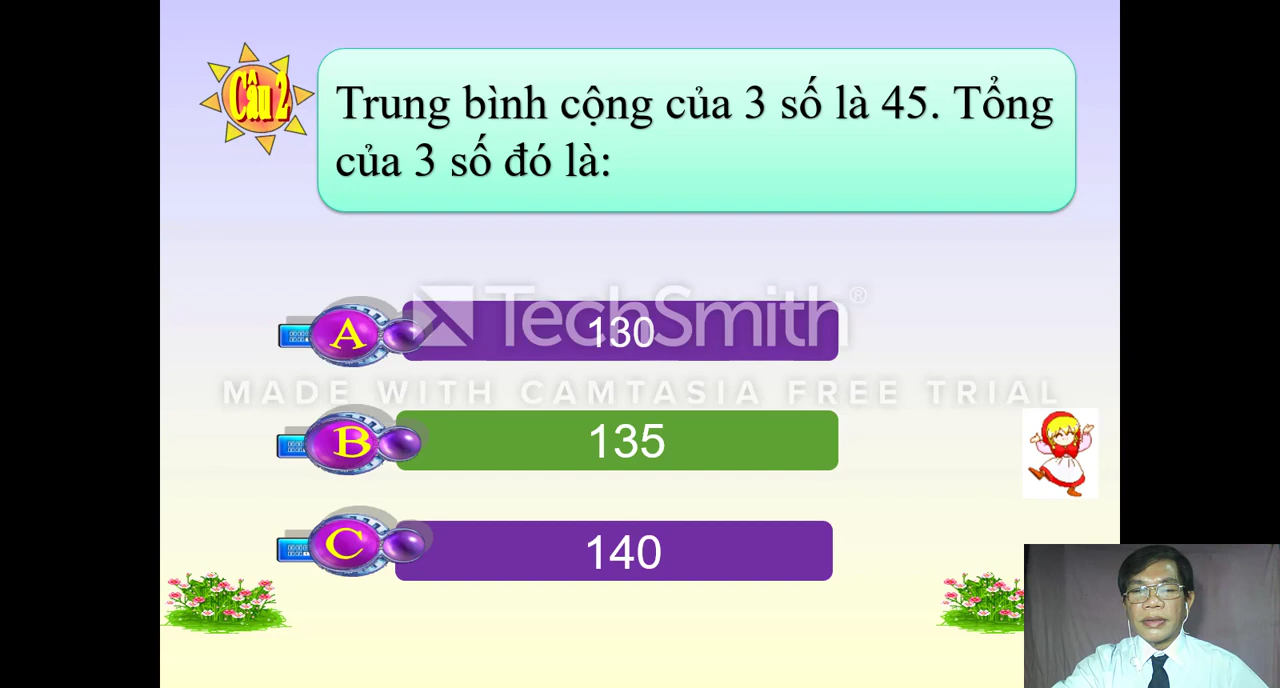 Câu 2
Trung bình cộng của 3 số là 45. Tổng
của 3 số đó là:
TechSmith®
A
130
MADE WITH CAMTASIA FREE TRIAL
B
135
C
140